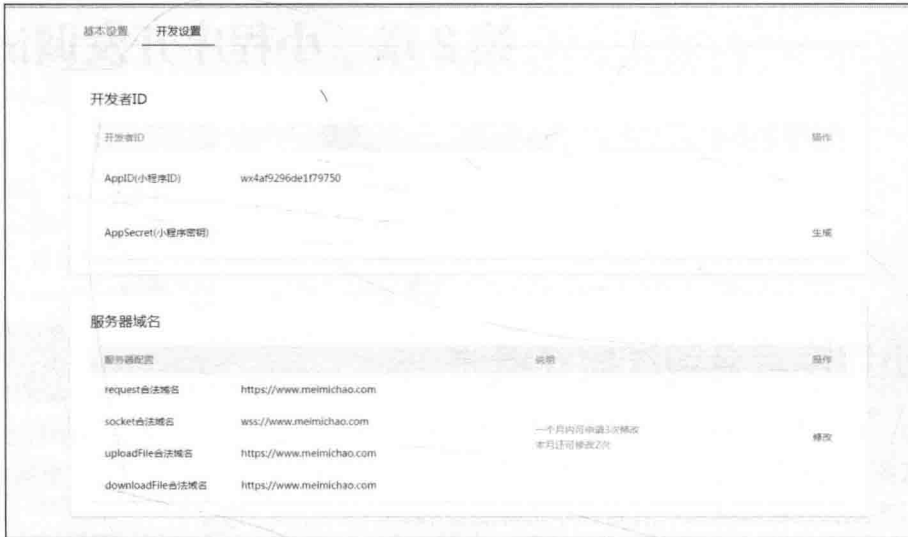 基本设置 开发设置
开发者ID
开发者ID 操作
AppID(小程序ID) wx4af9296de1f79750
AppSecret(小程序密钥) 生成
服务器域名
服务器配置 说明 操作
request合法域名 https://www.meimichao.com
socket合法域名 wss://www.meimichao.com
一个月内可申请3次修改
本月还可修改2次
修改
uploadFile合法域名 https://www.meimichao.com
downloadFile合法域名 https://www.meimichao.com